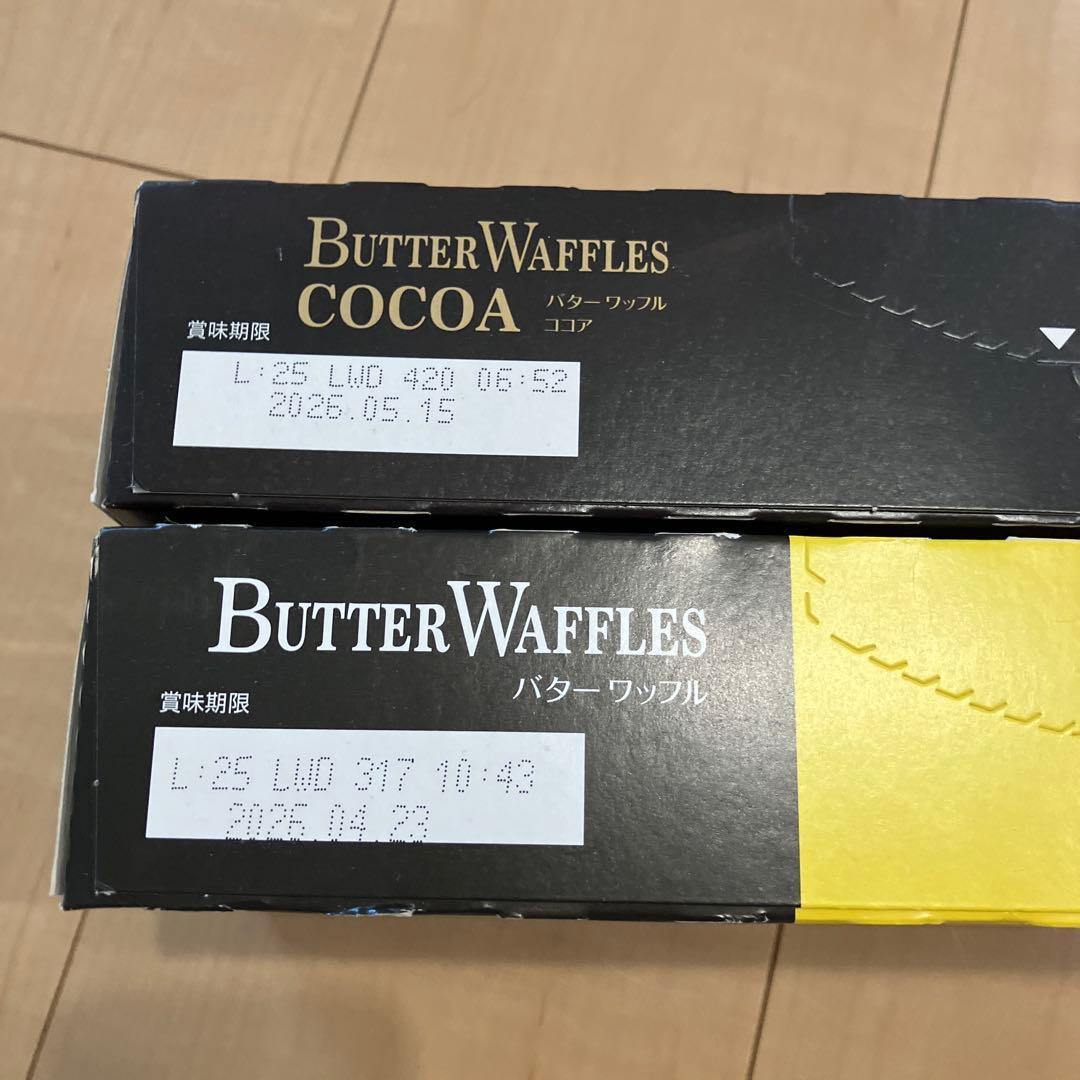 BUTTER WAFFLES
COCOA バター ワッフル
ココア
賞味期限
L:25 LWD 420 06:52
2026.05.15
BUTTER WAFFLES
バター ワッフル
賞味期限
L:25 LWD 317 10:43
2026.04.23